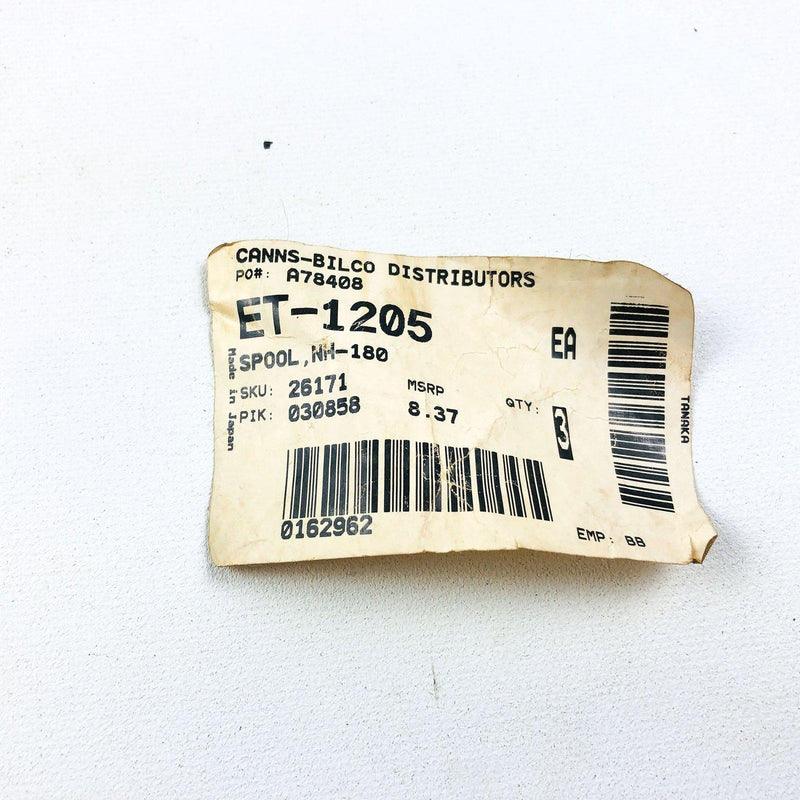 CANNS-BILCO DISTRIBUTORS
PO#: A78408
ET-1205
EA
SPOOL,NH-180
SKU: 26171
MSRP
QTY:
PIK: 030858
8.37
3
0162962
EMP: BB
Made in Japan
TANAKA